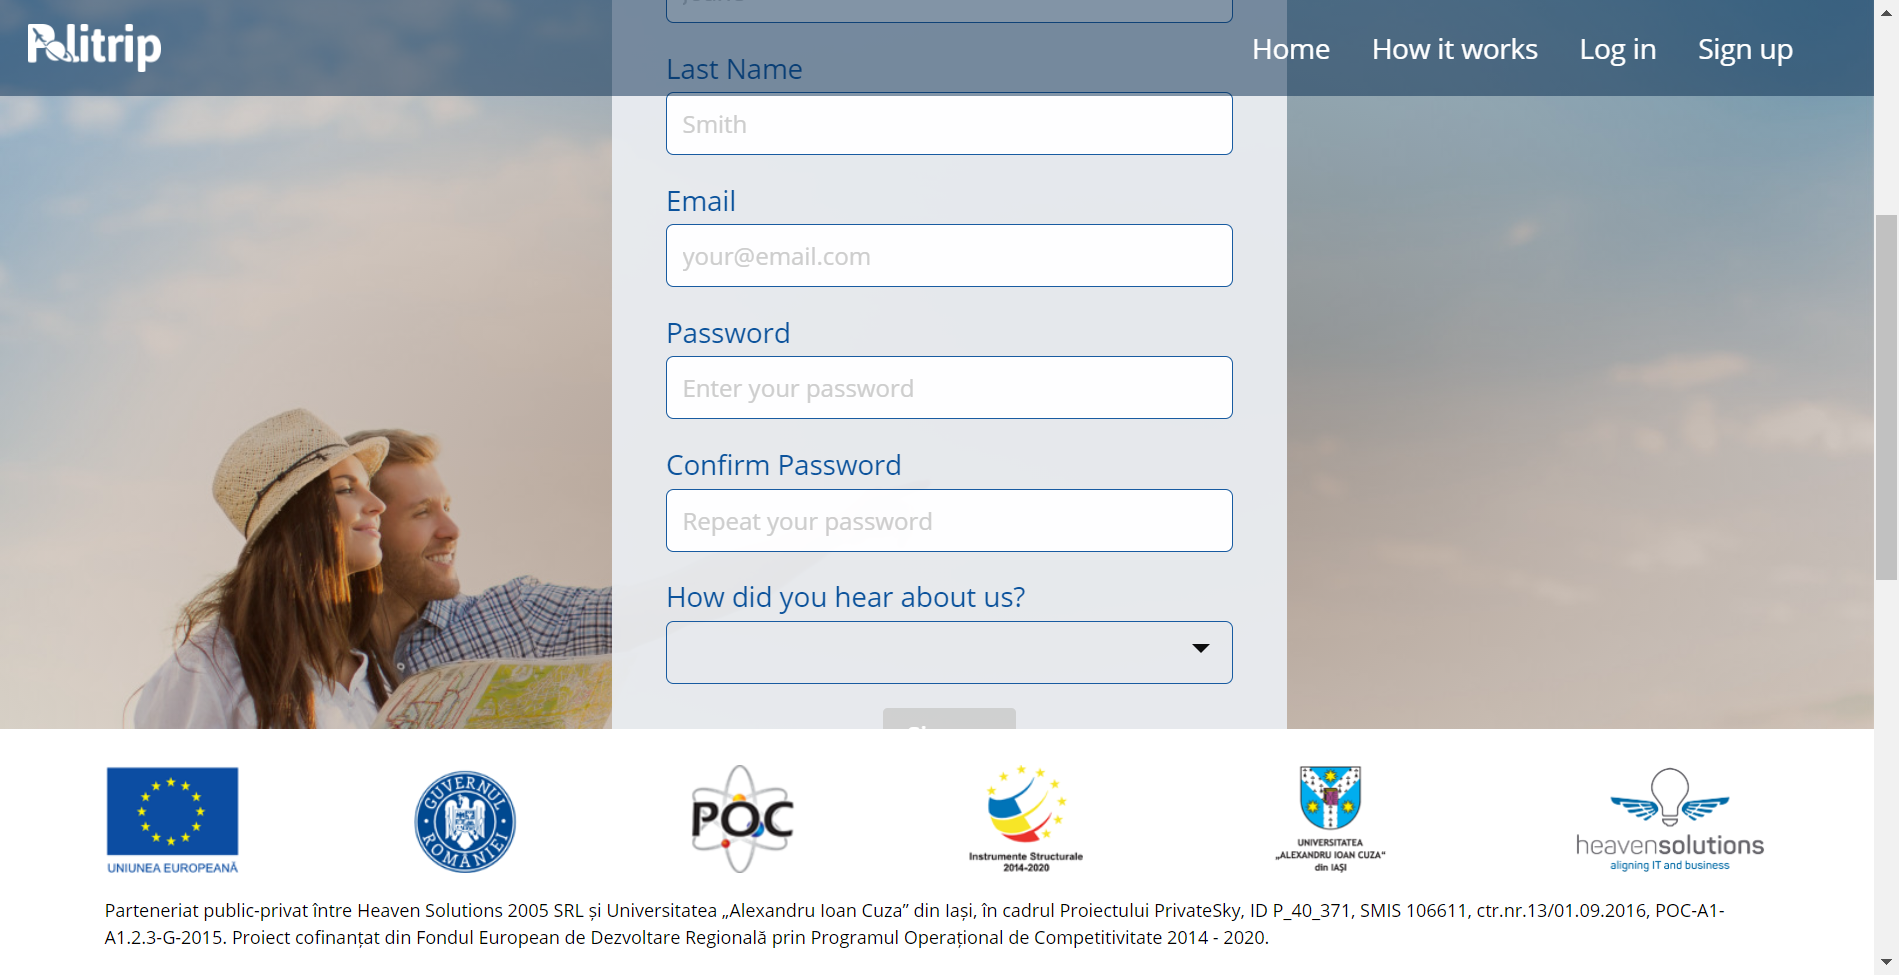 Politrip
Home How it works Log in Sign up
Last Name
Smith
Email
your@email.com
Password
Enter your password
Confirm Password
Repeat your password
How did you hear about us?
UNIUNEA EUROPEANĂ
GUVERNUL ROMÂNIEI
POC
Instrumente Structurale
2014-2020
UNIVERSITATEA
„ALEXANDRU IOAN CUZA”
din IAȘI
heavensolutions
aligning IT and business
Parteneriat public-privat între Heaven Solutions 2005 SRL și Universitatea „Alexandru Ioan Cuza” din Iași, în cadrul Proiectului PrivateSky, ID P_40_371, SMIS 106611, ctr.nr.13/01.09.2016, POC-A1-
A1.2.3-G-2015. Proiect cofinanțat din Fondul European de Dezvoltare Regională prin Programul Operațional de Competitivitate 2014 - 2020.